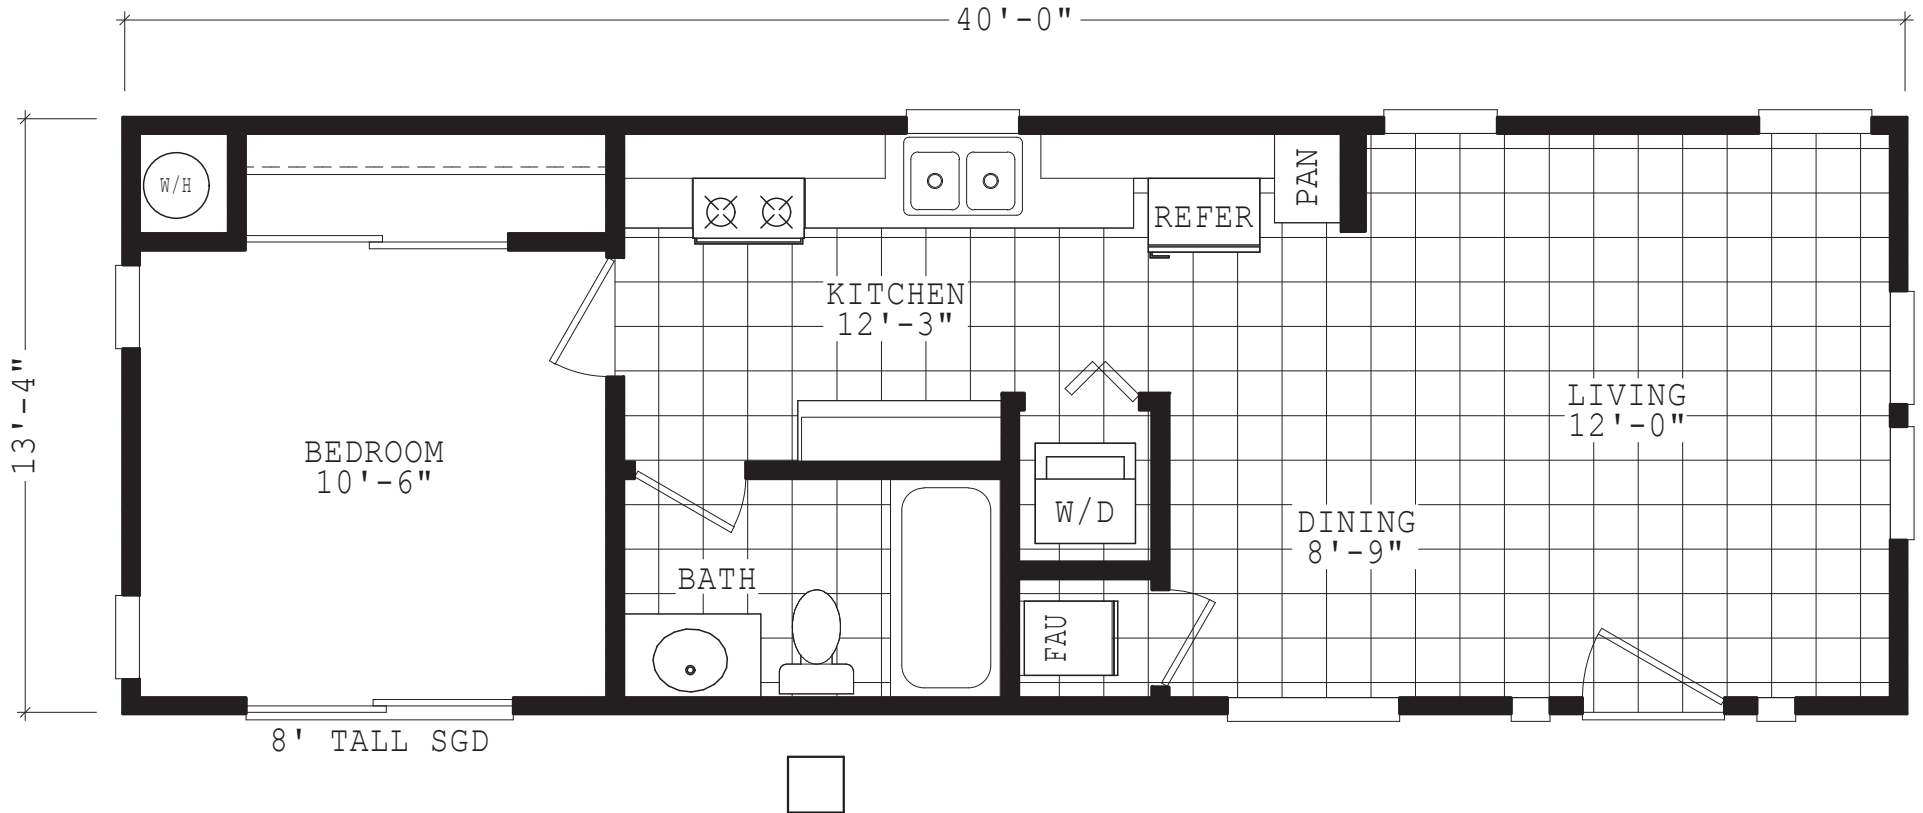 40'-0"
13'-4"
W/H
PAN
REFER
KITCHEN
12'-3"
LIVING
12'-0"
BEDROOM
10'-6"
W/D
DINING
8'-9"
BATH
FAU
8' TALL SGD